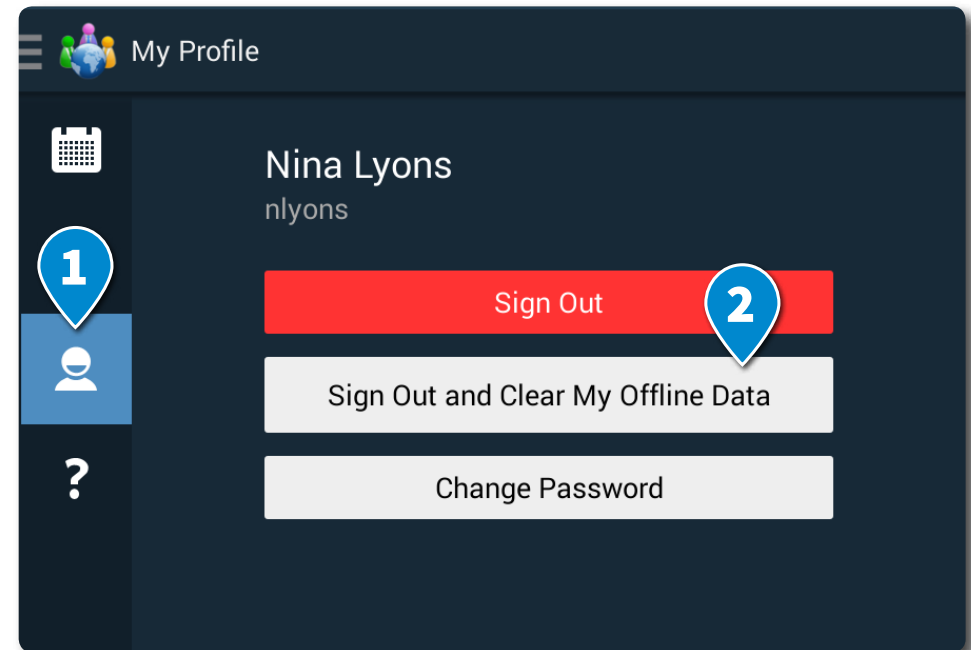 My Profile
Nina Lyons
nlyons
1
Sign Out
2
Sign Out and Clear My Offline Data
?
Change Password